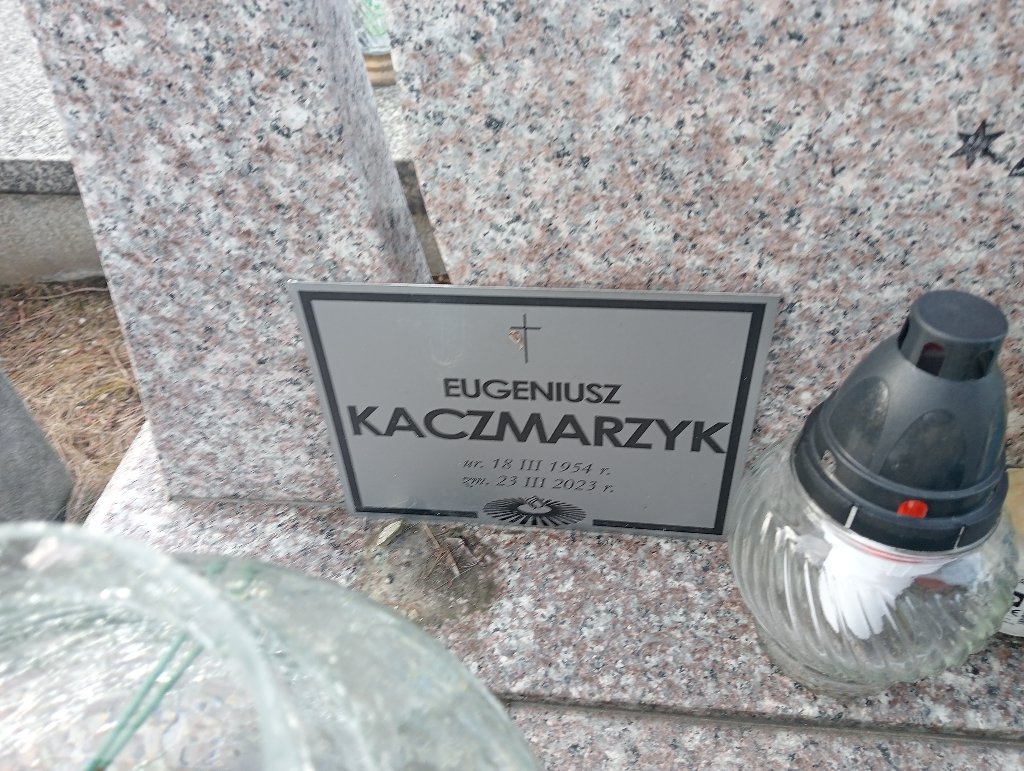 EUGENIUSZ
KACZMARZYK
ur. 18 III 1954 r.
zm. 23 III 2023 r.